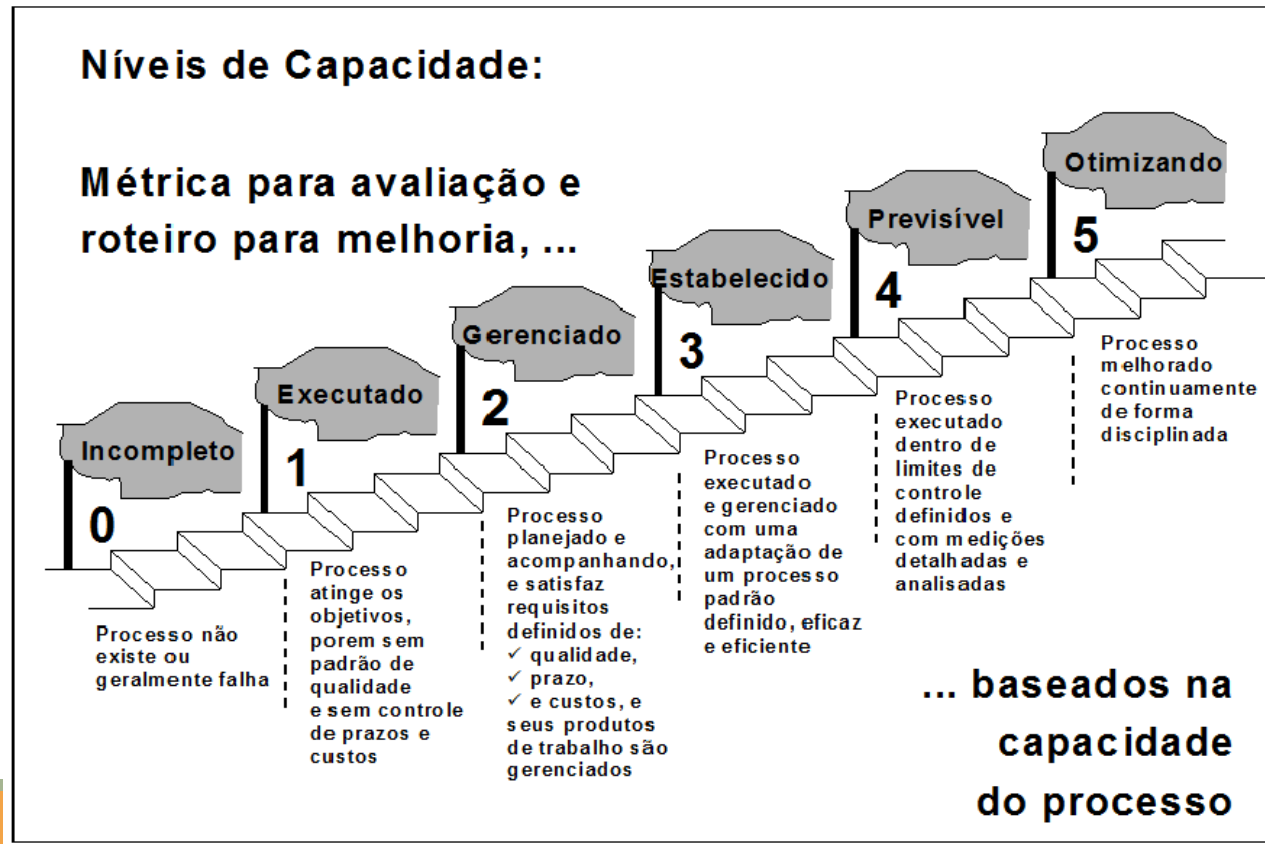 Níveis de Capacidade:
Métrica para avaliação e
roteiro para melhoria, ...
Incompleto
0
Processo não
existe ou
geralmente falha
Executado
1
Processo
atinge os
objetivos,
porem sem
padrão de
qualidade
e sem controle
de prazos e
custos
Gerenciado
2
Processo
planejado e
acompanhando,
e satisfaz
requisitos
definidos de:
✓ qualidade,
✓ prazo,
✓ e custos, e
seus produtos
de trabalho são
gerenciados
Estabelecido
3
Processo
executado
e gerenciado
com uma
adaptação de
um processo
padrão
definido, eficaz
e eficiente
Previsível
4
Processo
executado
dentro de
limites de
controle
definidos e
com medições
detalhadas e
analisadas
Otimizando
5
Processo
melhorado
continuamente
de forma
disciplinada
... baseados na
capacidade
do processo